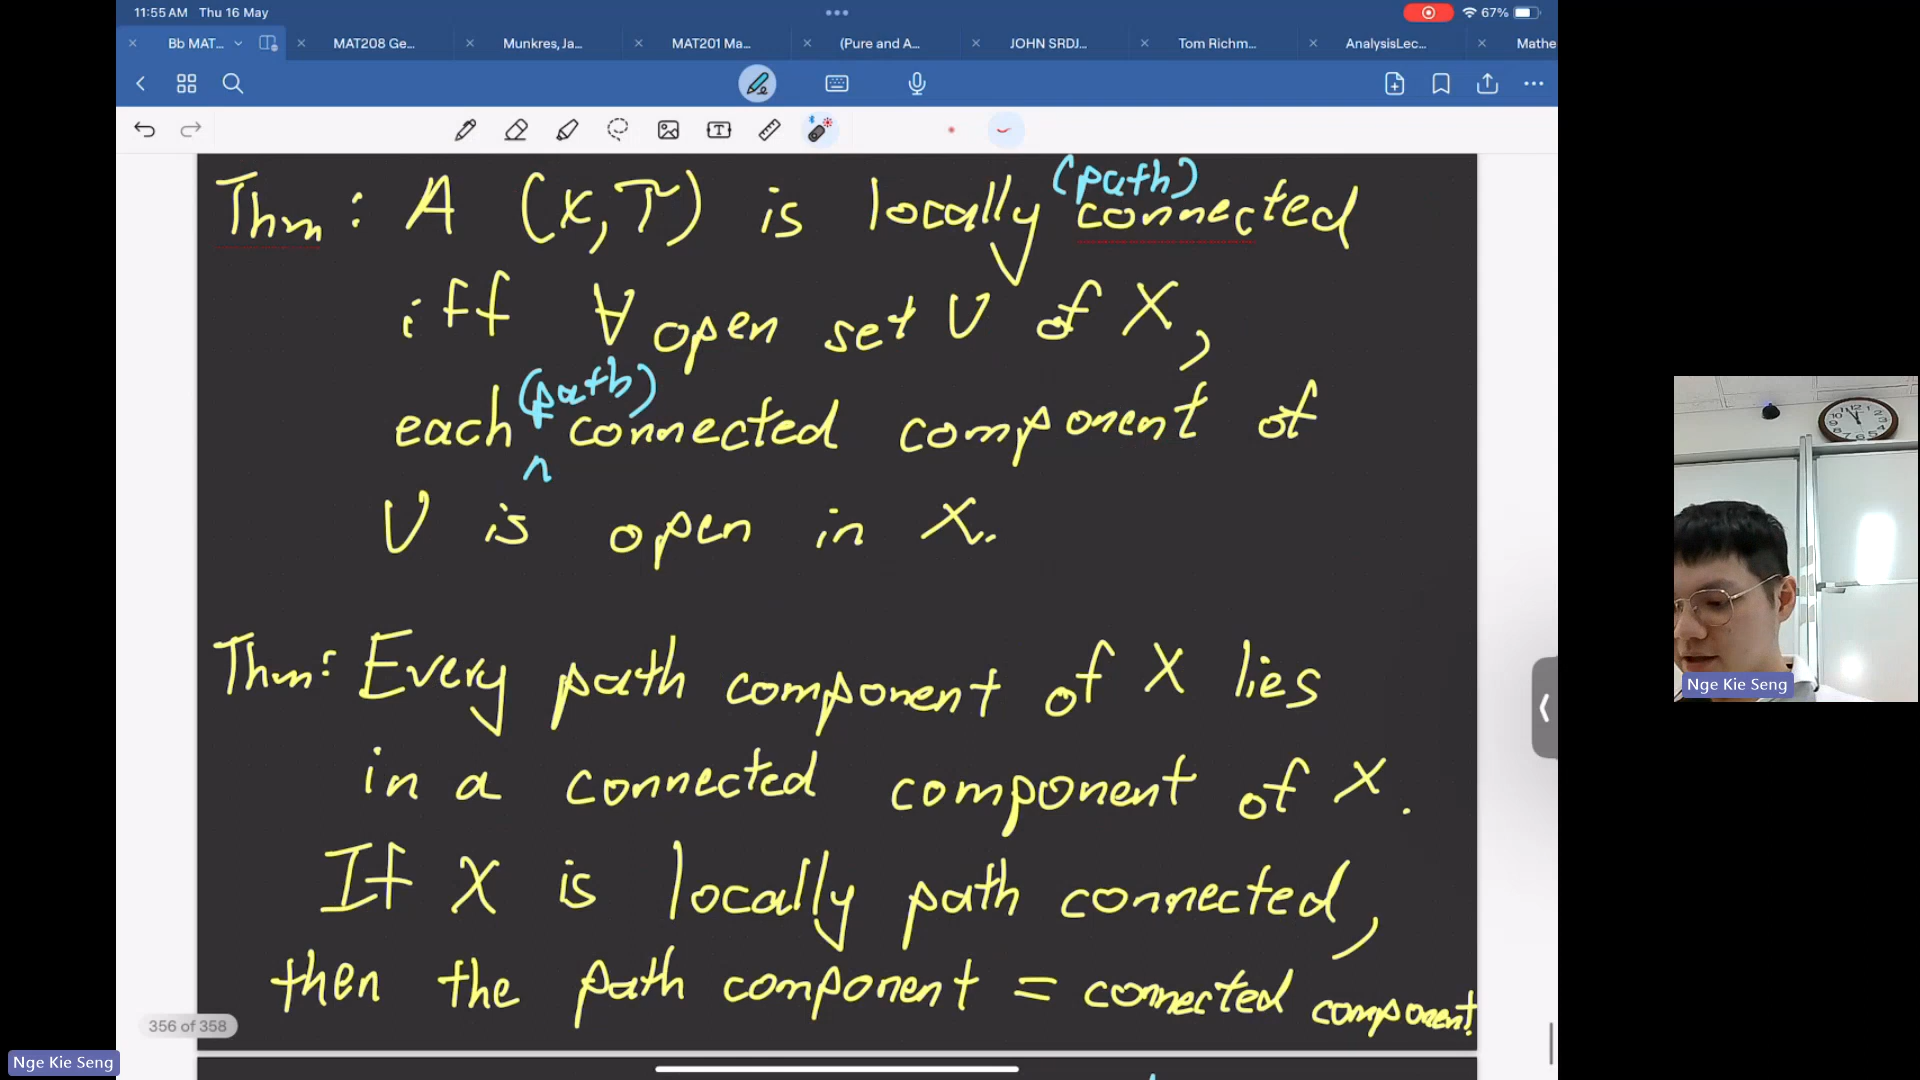 11:55 AM Thu 16 May
67%
Bb MAT...
MAT208 Ge...
Munkres, Ja...
MAT201 Ma...
(Pure and A...
JOHN SRDJ...
Tom Richm...
AnalysisLec...
Mathe
(path)
Thm: A (X,T) is locally connected
iff ∀ open set U of X,
(path)
each connected component of
U is open in X.
Thm: Every path component of X lies
in a connected component of X.
If X is locally path connected,
then the path component = connected component.
356 of 358
Nge Kie Seng
Nge Kie Seng